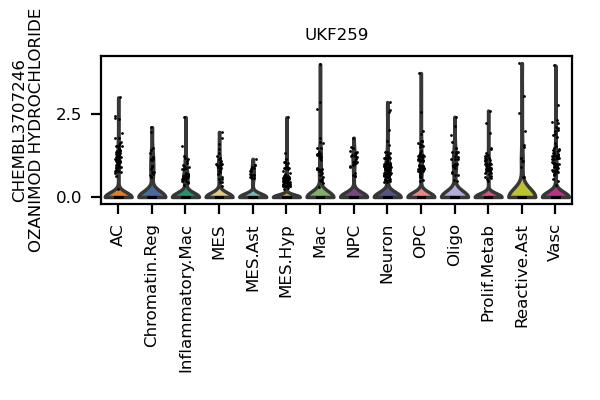 UKF259
CHEMBL3707246
OZANIMOD HYDROCHLORIDE
2.5
0.0
AC
Chromatin.Reg
Inflammatory.Mac
MES
MES.Ast
MES.Hyp
Mac
NPC
Neuron
OPC
Oligo
Prolif.Metab
Reactive.Ast
Vasc